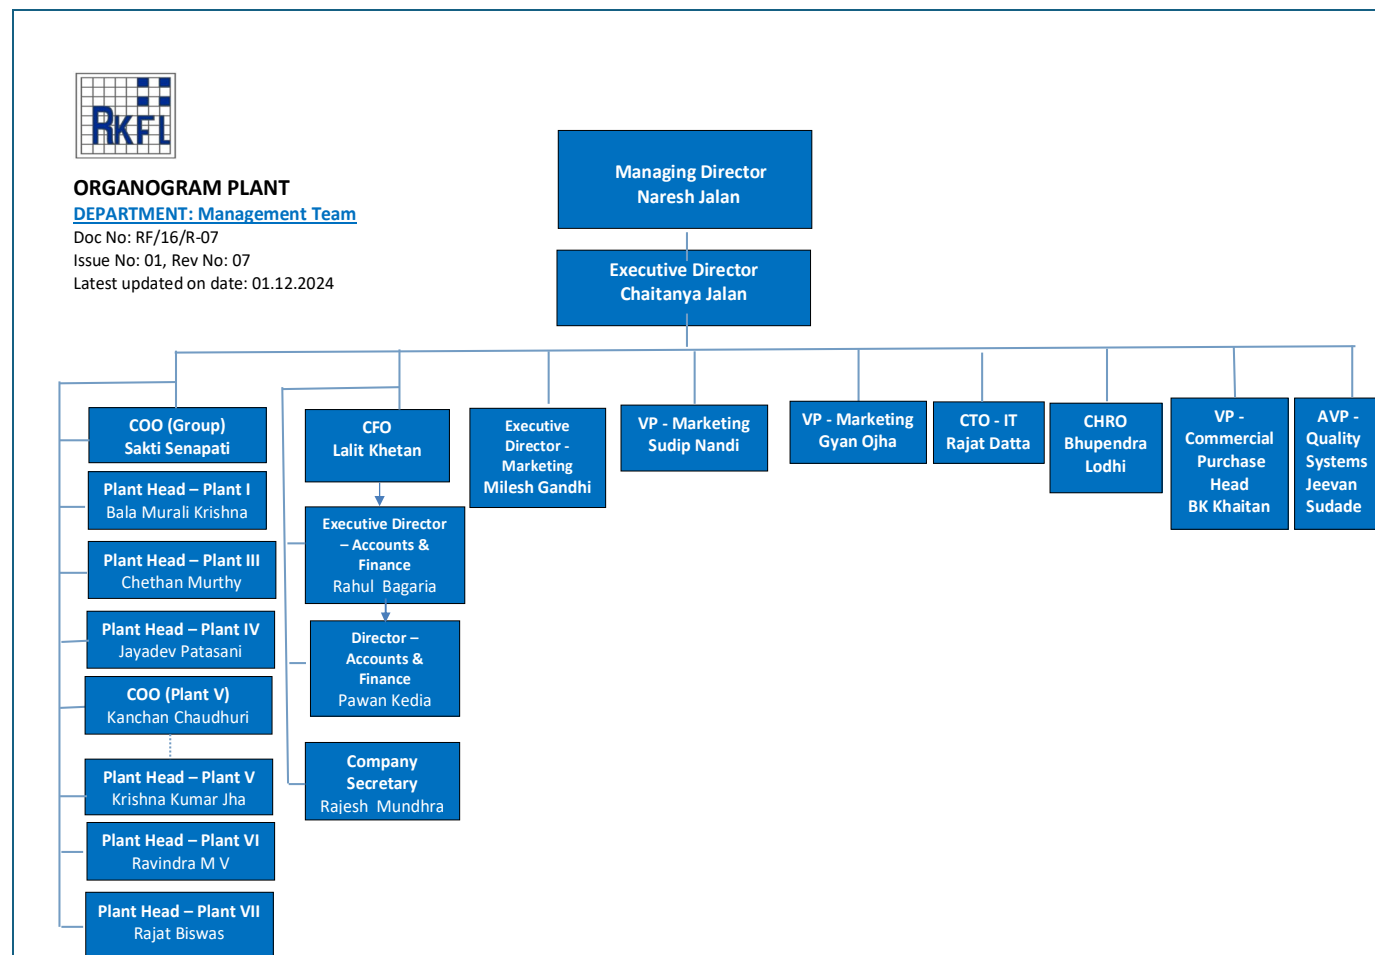 RKFL
ORGANOGRAM PLANT
DEPARTMENT: Management Team
Doc No: RF/16/R-07
Issue No: 01, Rev No: 07
Latest updated on date: 01.12.2024
Managing Director
Naresh Jalan
Executive Director
Chaitanya Jalan
COO (Group)
Sakti Senapati
Plant Head – Plant I
Bala Murali Krishna
Plant Head – Plant III
Chethan Murthy
Plant Head – Plant IV
Jayadev Patasani
COO (Plant V)
Kanchan Chaudhuri
Plant Head – Plant V
Krishna Kumar Jha
Plant Head – Plant VI
Ravindra M V
Plant Head – Plant VII
Rajat Biswas
CFO
Lalit Khetan
Executive Director
– Accounts &
Finance
Rahul Bagaria
Director –
Accounts &
Finance
Pawan Kedia
Company
Secretary
Rajesh Mundhra
Executive
Director -
Marketing
Milesh Gandhi
VP - Marketing
Sudip Nandi
VP - Marketing
Gyan Ojha
CTO - IT
Rajat Datta
CHRO
Bhupendra
Lodhi
VP -
Commercial
Purchase
Head
BK Khaitan
AVP -
Quality
Systems
Jeevan
Sudade